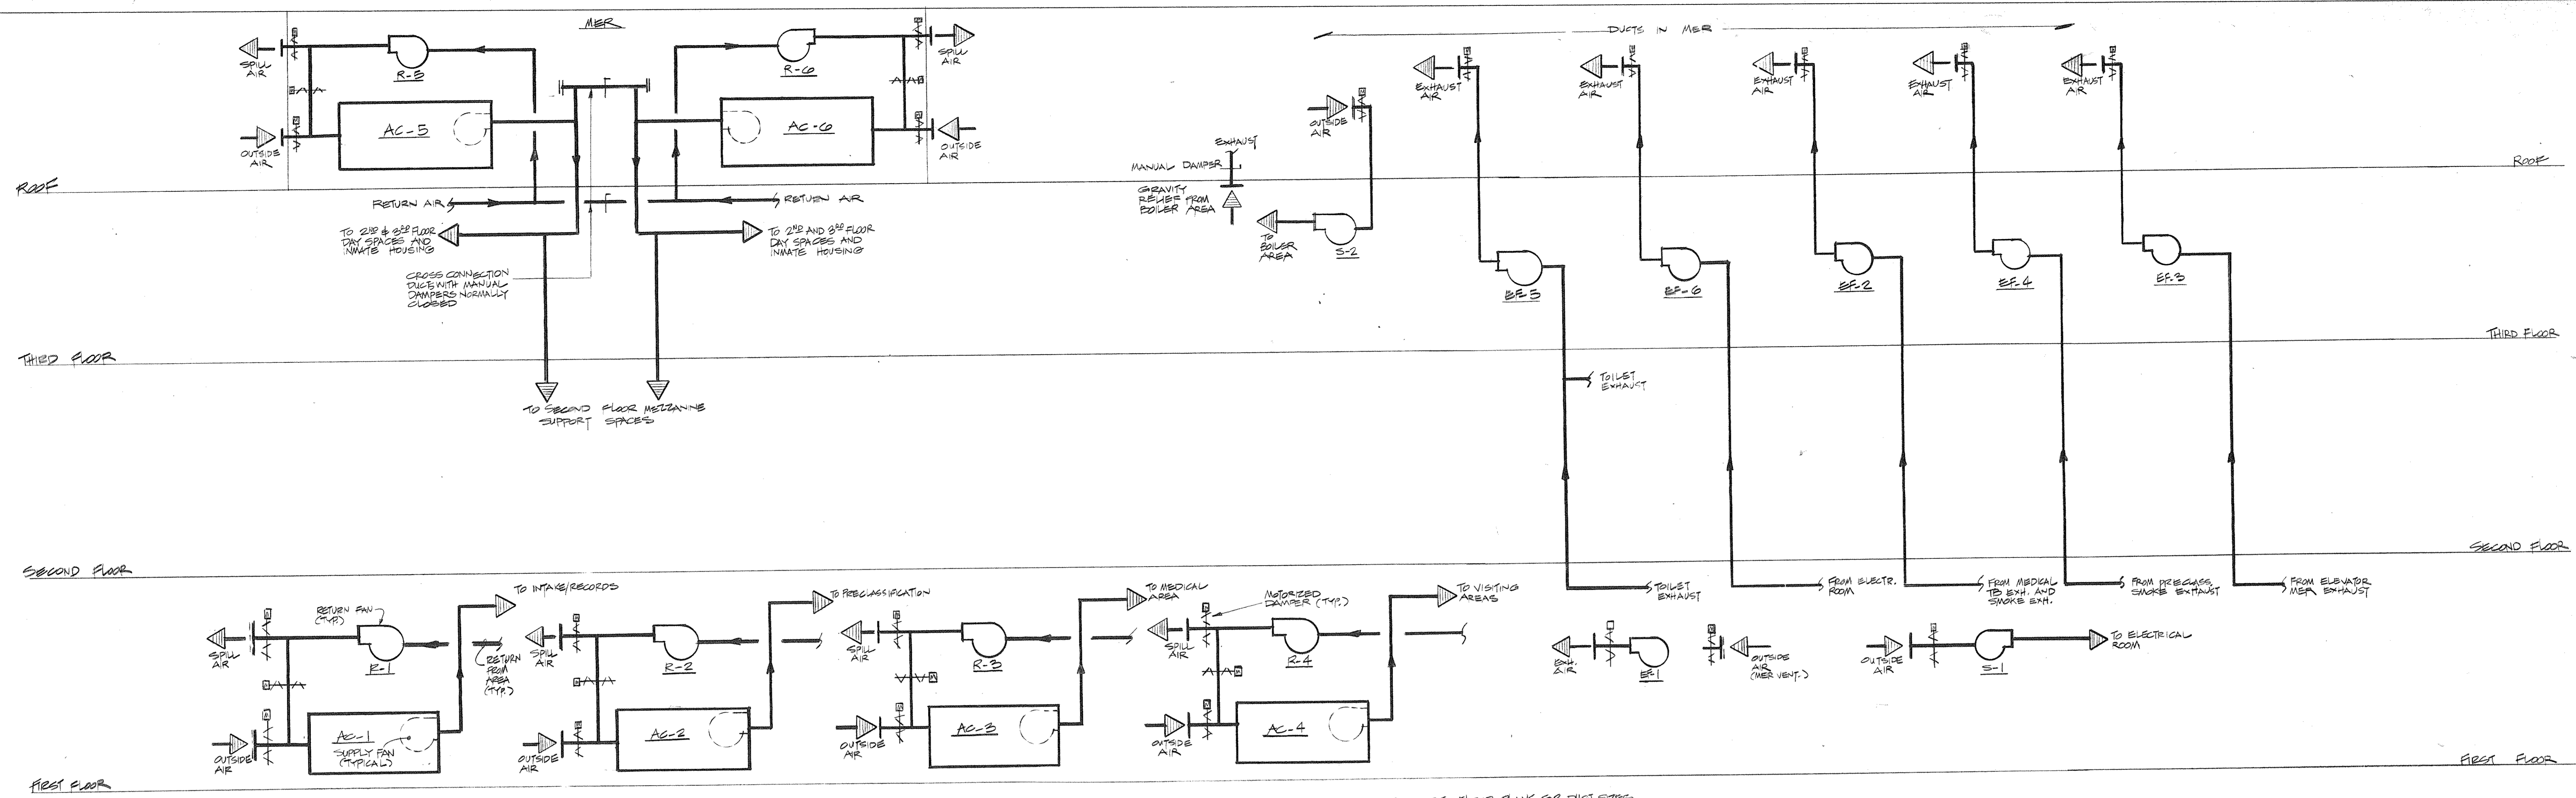 MER
DUCTS IN MER
SPILL
AIR
R-5
R-6
SPILL
AIR
AC-5
AC-6
OUTSIDE
AIR
OUTSIDE
AIR
EXHAUST
AIR
EXHAUST
AIR
EXHAUST
AIR
EXHAUST
AIR
EXHAUST
AIR
OUTSIDE
AIR
EXHAUST
MANUAL DAMPER
GRAVITY
RELIEF FROM
BOILER AREA
ROOF
ROOF
RETURN AIR
RETURN AIR
TO 2ND & 3RD FLOOR
DAY SPACES AND
INMATE HOUSING
TO 2ND AND 3RD FLOOR
DAY SPACES AND
INMATE HOUSING
CROSS CONNECTION
DUCT WITH MANUAL
DAMPERS NORMALLY
CLOSED
TO
BOILER
AREA
S-2
EF-5
EF-6
EF-2
EF-4
EF-3
THIRD FLOOR
THIRD FLOOR
TO SECOND FLOOR MEZZANINE
SUPPORT SPACES
TOILET
EXHAUST
SECOND FLOOR
SECOND FLOOR
TO INTAKE/RECORDS
TO PRECLASSIFICATION
TO MEDICAL
AREA
TO VISITING
AREAS
TOILET
EXHAUST
FROM ELECTR.
ROOM
FROM MEDICAL
TB EXH. AND
SMOKE EXH.
FROM PRECLASS.
SMOKE EXHAUST
FROM ELEVATOR
MER EXHAUST
RETURN FAN
(TYP.)
MOTORIZED
DAMPER (TYP.)
SPILL
AIR
R-1
RETURN
FROM
AREA
(TYP.)
SPILL
AIR
R-2
SPILL
AIR
R-3
SPILL
AIR
R-4
EXH.
AIR
EF-1
OUTSIDE
AIR
(MER VENT.)
OUTSIDE
AIR
S-1
TO ELECTRICAL
ROOM
OUTSIDE
AIR
AC-1
SUPPLY FAN
(TYPICAL)
OUTSIDE
AIR
AC-2
OUTSIDE
AIR
AC-3
OUTSIDE
AIR
AC-4
FIRST FLOOR
FIRST FLOOR